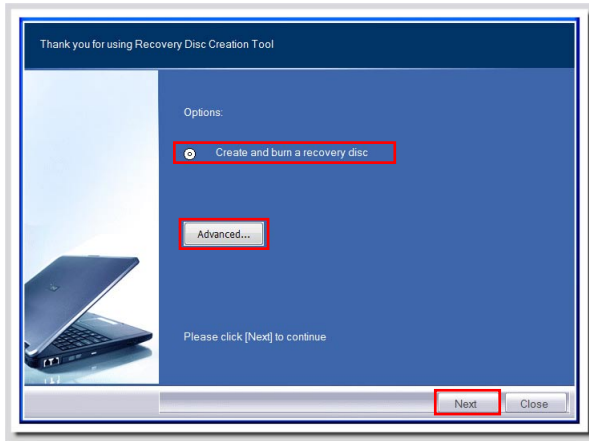 Thank you for using Recovery Disc Creation Tool
Options:
Create and burn a recovery disc
Advanced...
Please click [Next] to continue
Next
Close